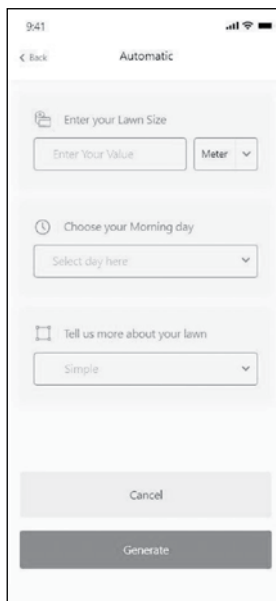 9:41
Back
Automatic
Enter your Lawn Size
Enter Your Value
Meter
Choose your Morning day
Select day here
Tell us more about your lawn
Simple
Cancel
Generate